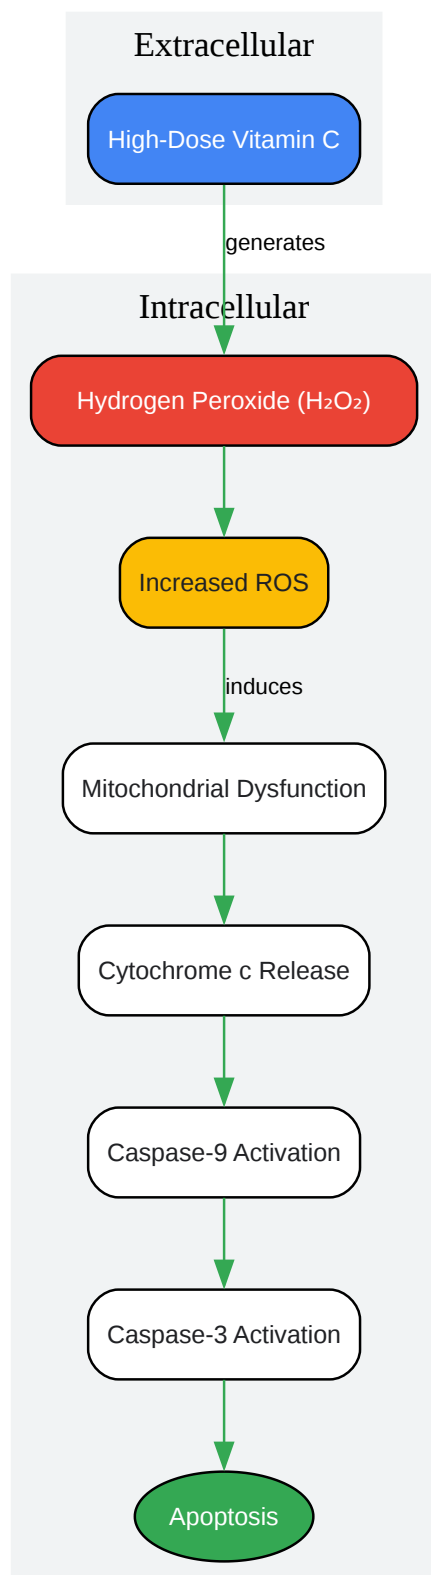 Extracellular
High-Dose Vitamin C
generates
Intracellular
Hydrogen Peroxide (H₂O₂)
Increased ROS
induces
Mitochondrial Dysfunction
Cytochrome c Release
Caspase-9 Activation
Caspase-3 Activation
Apoptosis